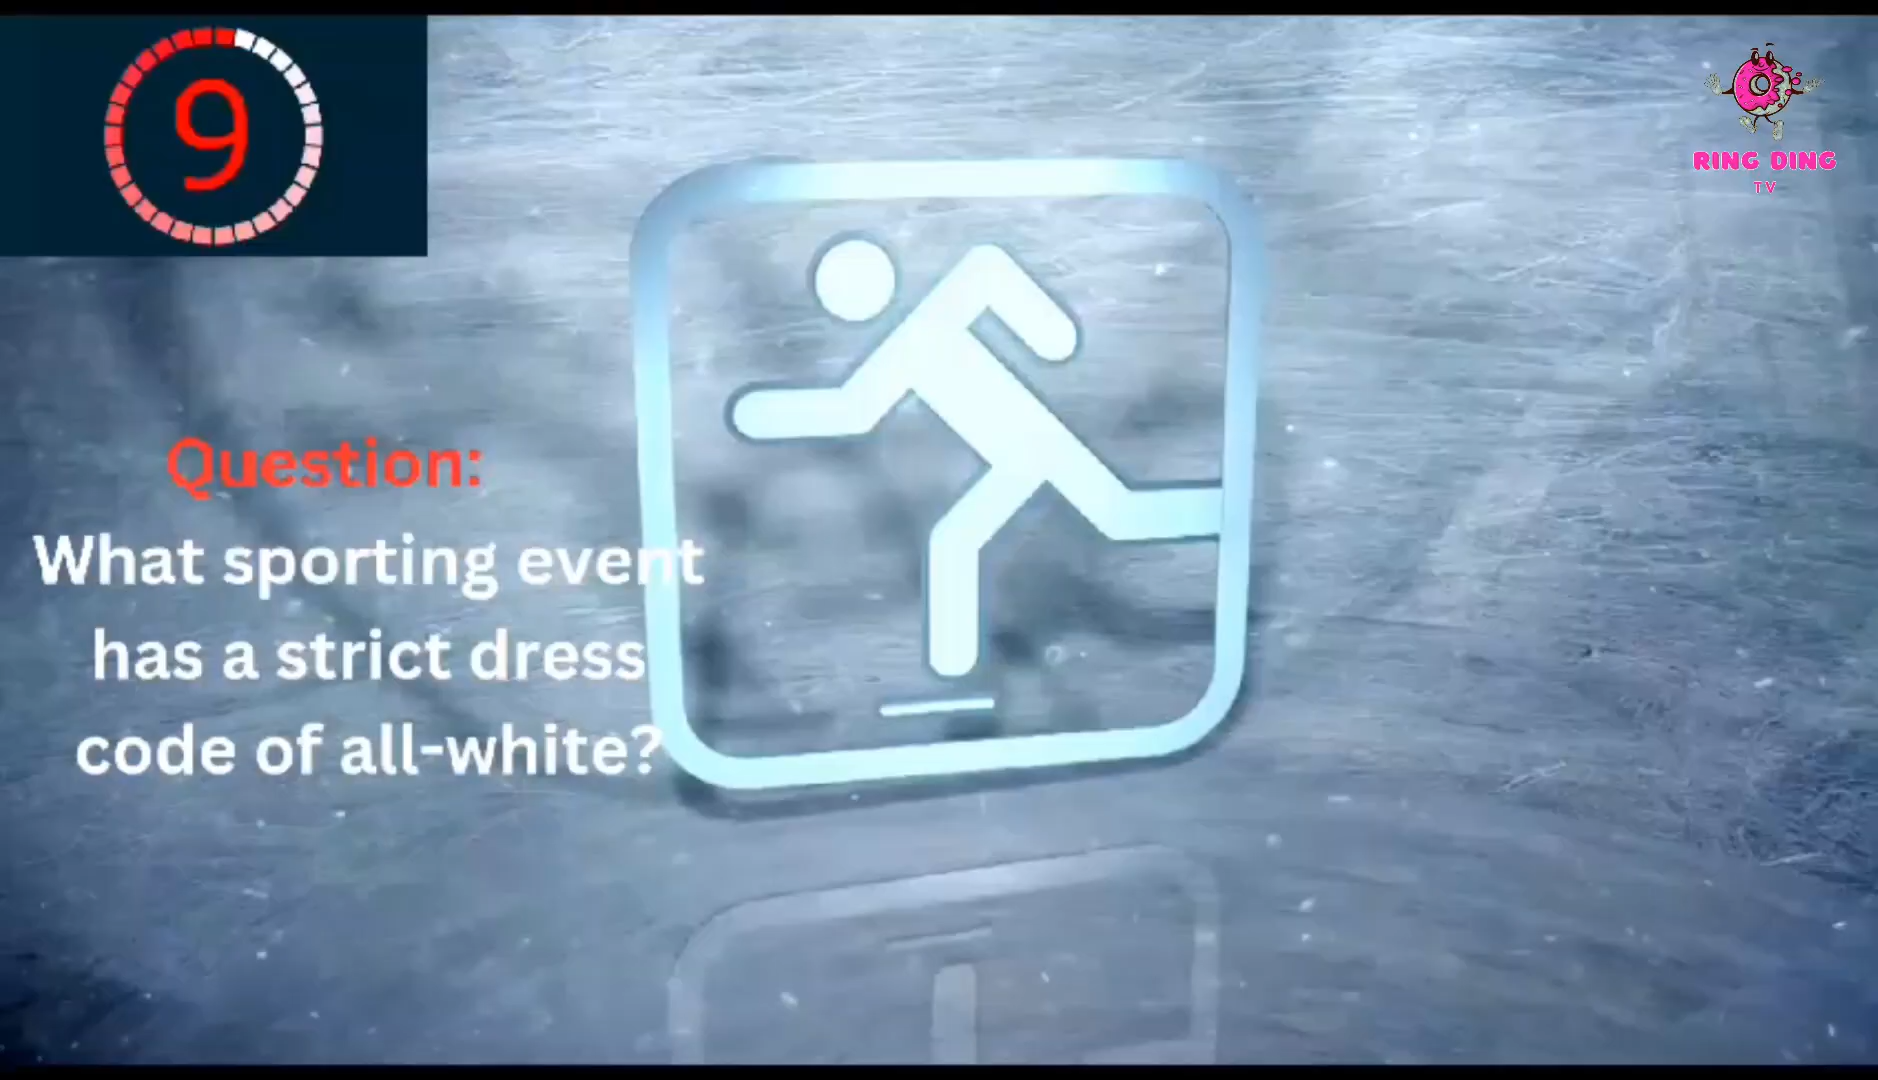 9
RING DING
TV
Question:
What sporting event
has a strict dress
code of all-white?